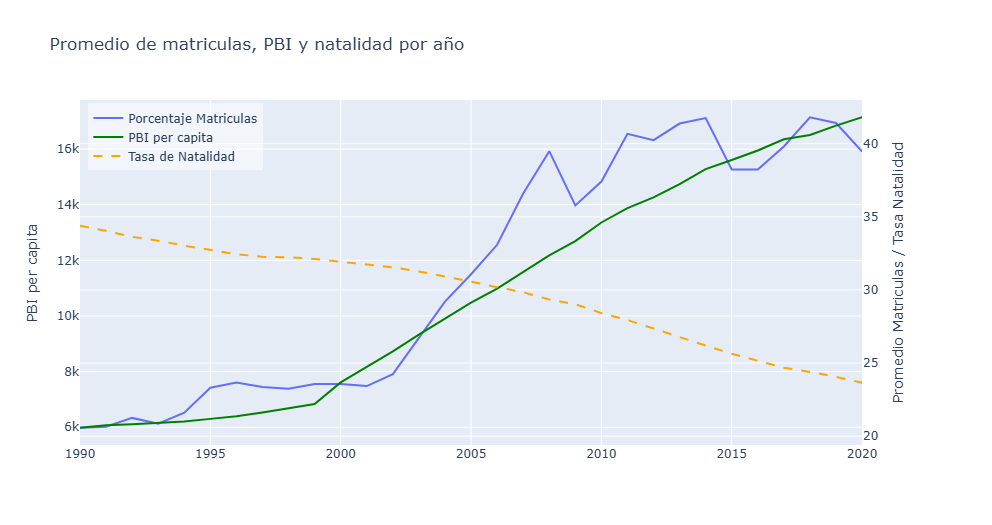 Promedio de matriculas, PBI y natalidad por año
Porcentaje Matriculas
PBI per capita
Tasa de Natalidad
16k
14k
12k
10k
8k
6k
PBI per capita
40
35
30
25
20
Promedio Matriculas / Tasa Natalidad
1990
1995
2000
2005
2010
2015
2020